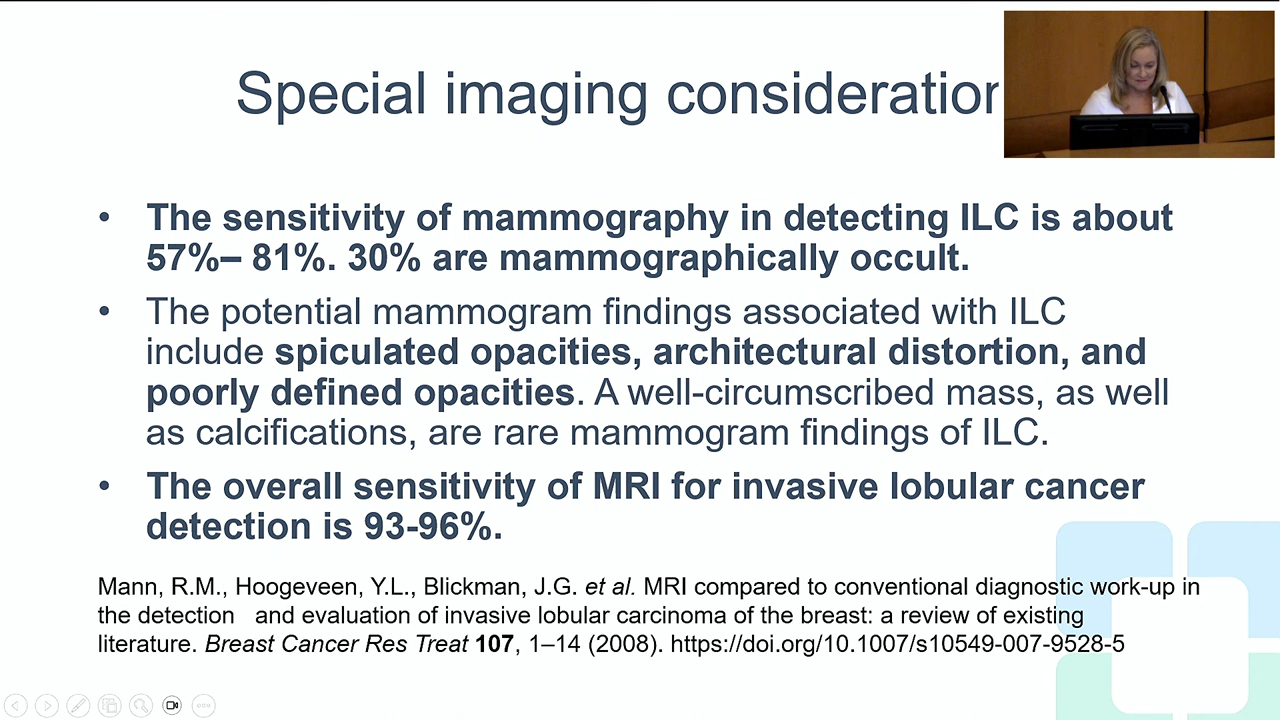 Special imaging consideration
• The sensitivity of mammography in detecting ILC is about
57%– 81%. 30% are mammographically occult.
• The potential mammogram findings associated with ILC
include spiculated opacities, architectural distortion, and
poorly defined opacities. A well-circumscribed mass, as well
as calcifications, are rare mammogram findings of ILC.
• The overall sensitivity of MRI for invasive lobular cancer
detection is 93-96%.
Mann, R.M., Hoogeveen, Y.L., Blickman, J.G. et al. MRI compared to conventional diagnostic work-up in
the detection   and evaluation of invasive lobular carcinoma of the breast: a review of existing
literature. Breast Cancer Res Treat 107, 1–14 (2008). https://doi.org/10.1007/s10549-007-9528-5